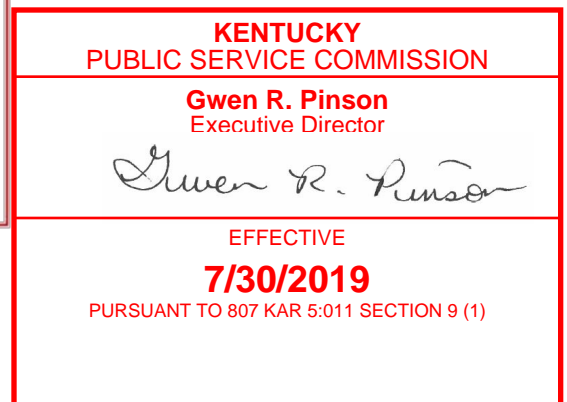 KENTUCKY
PUBLIC SERVICE COMMISSION
Gwen R. Pinson
Executive Director
Gwen R. Pinson
EFFECTIVE
7/30/2019
PURSUANT TO 807 KAR 5:011 SECTION 9 (1)